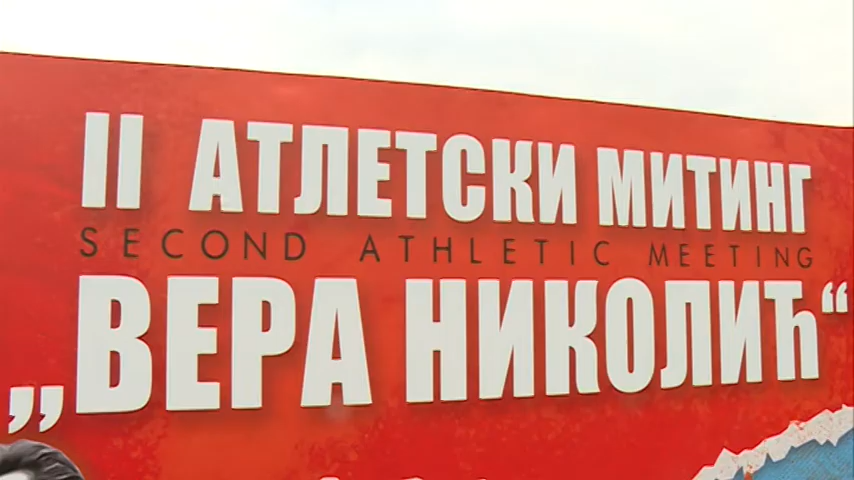 II АТЛЕТСКИ МИТИНГ
SECOND ATHLETIC MEETING
„ВЕРА НИКОЛИЋ“